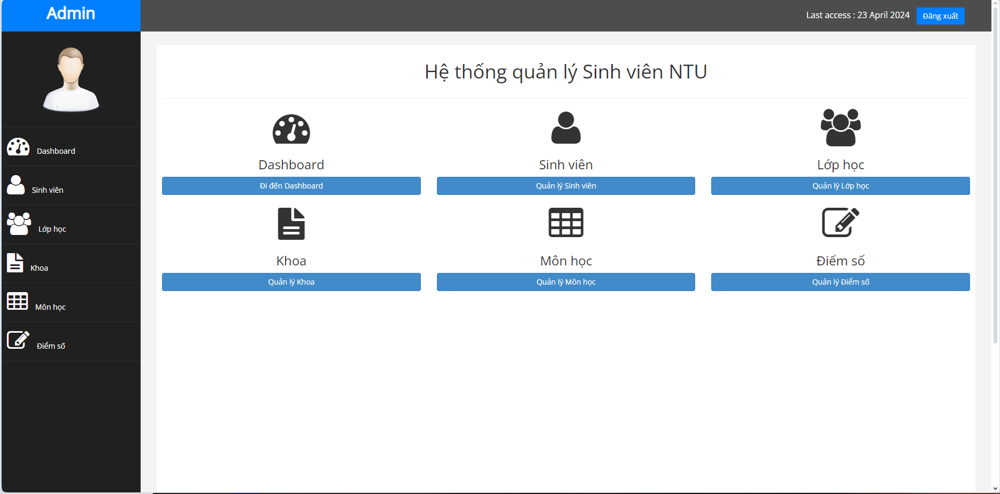 Admin
Last access : 23 April 2024
Đăng xuất
Dashboard
Sinh viên
Lớp học
Khoa
Môn học
Điểm số
Hệ thống quản lý Sinh viên NTU
Dashboard
Đi đến Dashboard
Sinh viên
Quản lý Sinh viên
Lớp học
Quản lý Lớp học
Khoa
Quản lý Khoa
Môn học
Quản lý Môn học
Điểm số
Quản lý Điểm số